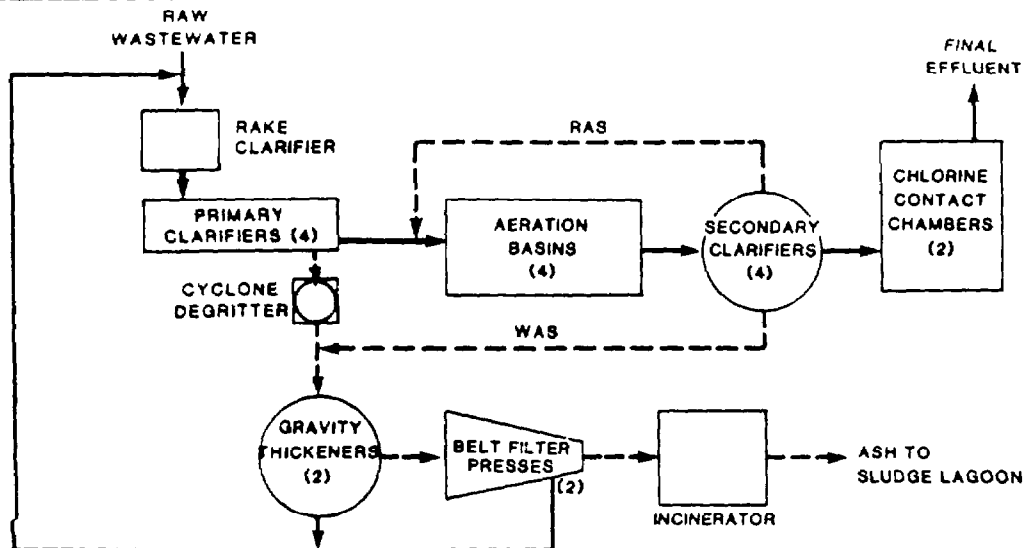 RAW
WASTEWATER
FINAL
EFFLUENT
RAKE
CLARIFIER
RAS
CHLORINE
CONTACT
CHAMBERS
(2)
PRIMARY
CLARIFIERS (4)
AERATION
BASINS
(4)
SECONDARY
CLARIFIERS
(4)
CYCLONE
DEGRITTER
WAS
GRAVITY
THICKENERS
(2)
BELT FILTER
PRESSES
(2)
INCINERATOR
ASH TO
SLUDGE LAGOON